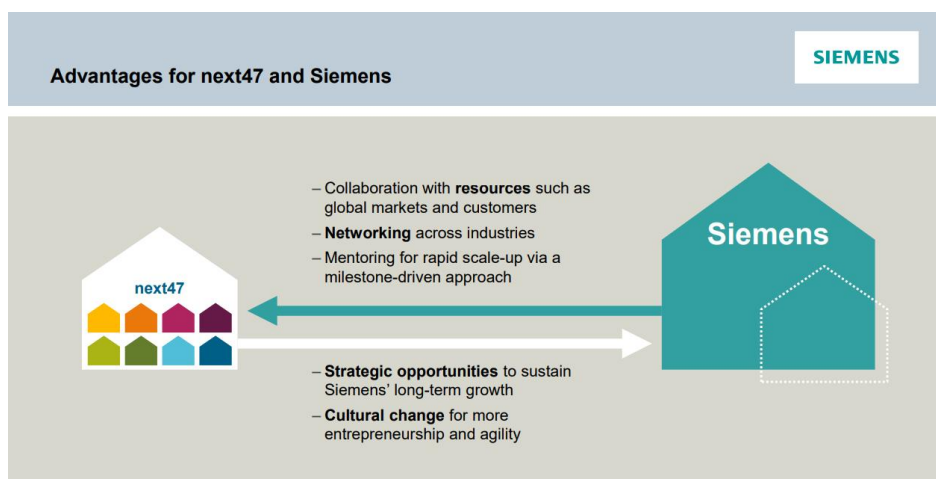 Advantages for next47 and Siemens
SIEMENS
– Collaboration with resources such as
global markets and customers
– Networking across industries
– Mentoring for rapid scale-up via a
milestone-driven approach
Siemens
next47
– Strategic opportunities to sustain
Siemens’ long-term growth
– Cultural change for more
entrepreneurship and agility